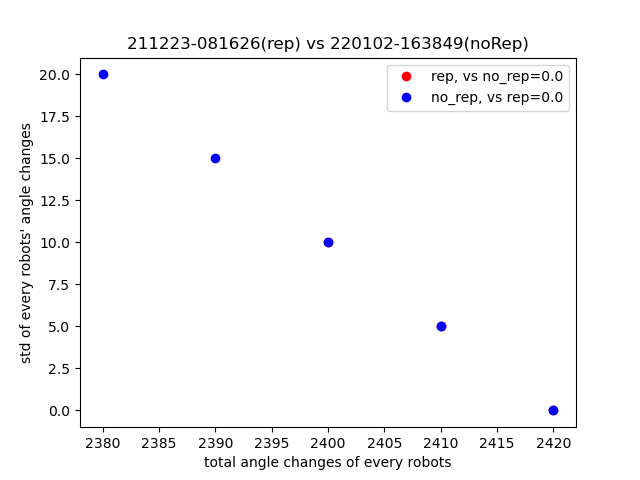 211223-081626(rep) vs 220102-163849(noRep)
rep, vs no_rep=0.0
no_rep, vs rep=0.0
std of every robots' angle changes
20.0
17.5
15.0
12.5
10.0
7.5
5.0
2.5
0.0
2380 2385 2390 2395 2400 2405 2410 2415 2420
total angle changes of every robots